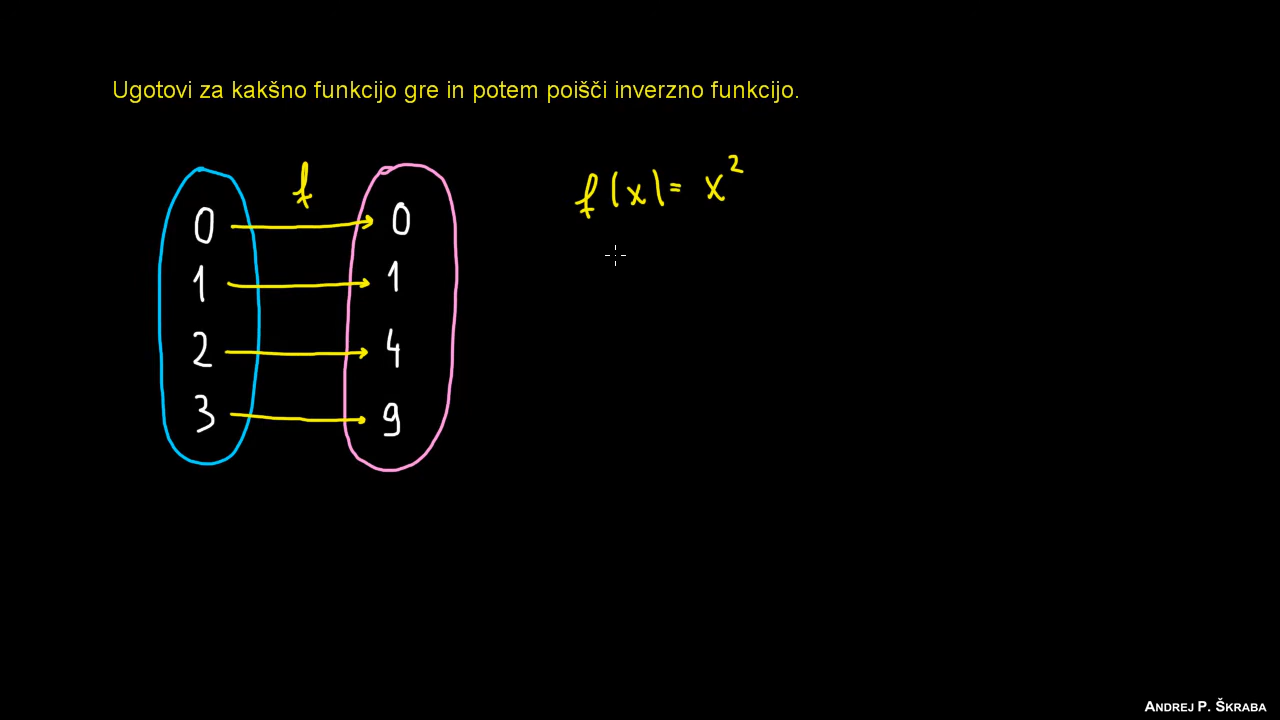 Ugotovi za kakšno funkcijo gre in potem poišči inverzno funkcijo.
f
f(x)= x²
0 0
1 1
2 4
3 9
ANDREJ P. ŠKRABA